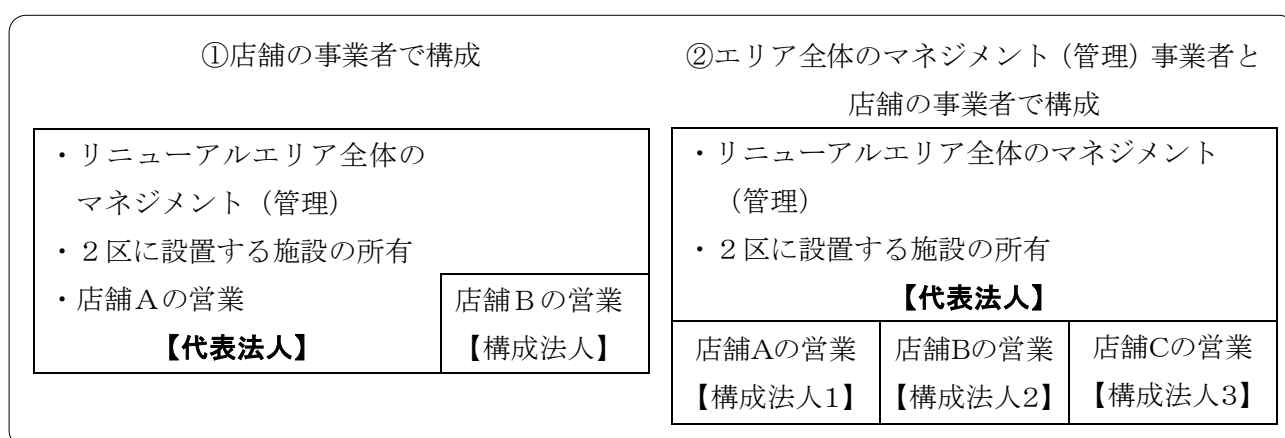 ①店舗の事業者で構成
・リニューアルエリア全体の
マネジメント（管理）
・２区に設置する施設の所有
・店舗Ａの営業
【代表法人】
店舗Ｂの営業
【構成法人】
②エリア全体のマネジメント（管理）事業者と
店舗の事業者で構成
・リニューアルエリア全体のマネジメント
（管理）
・２区に設置する施設の所有
【代表法人】
店舗Aの営業
【構成法人1】
店舗Bの営業
【構成法人2】
店舗Cの営業
【構成法人3】